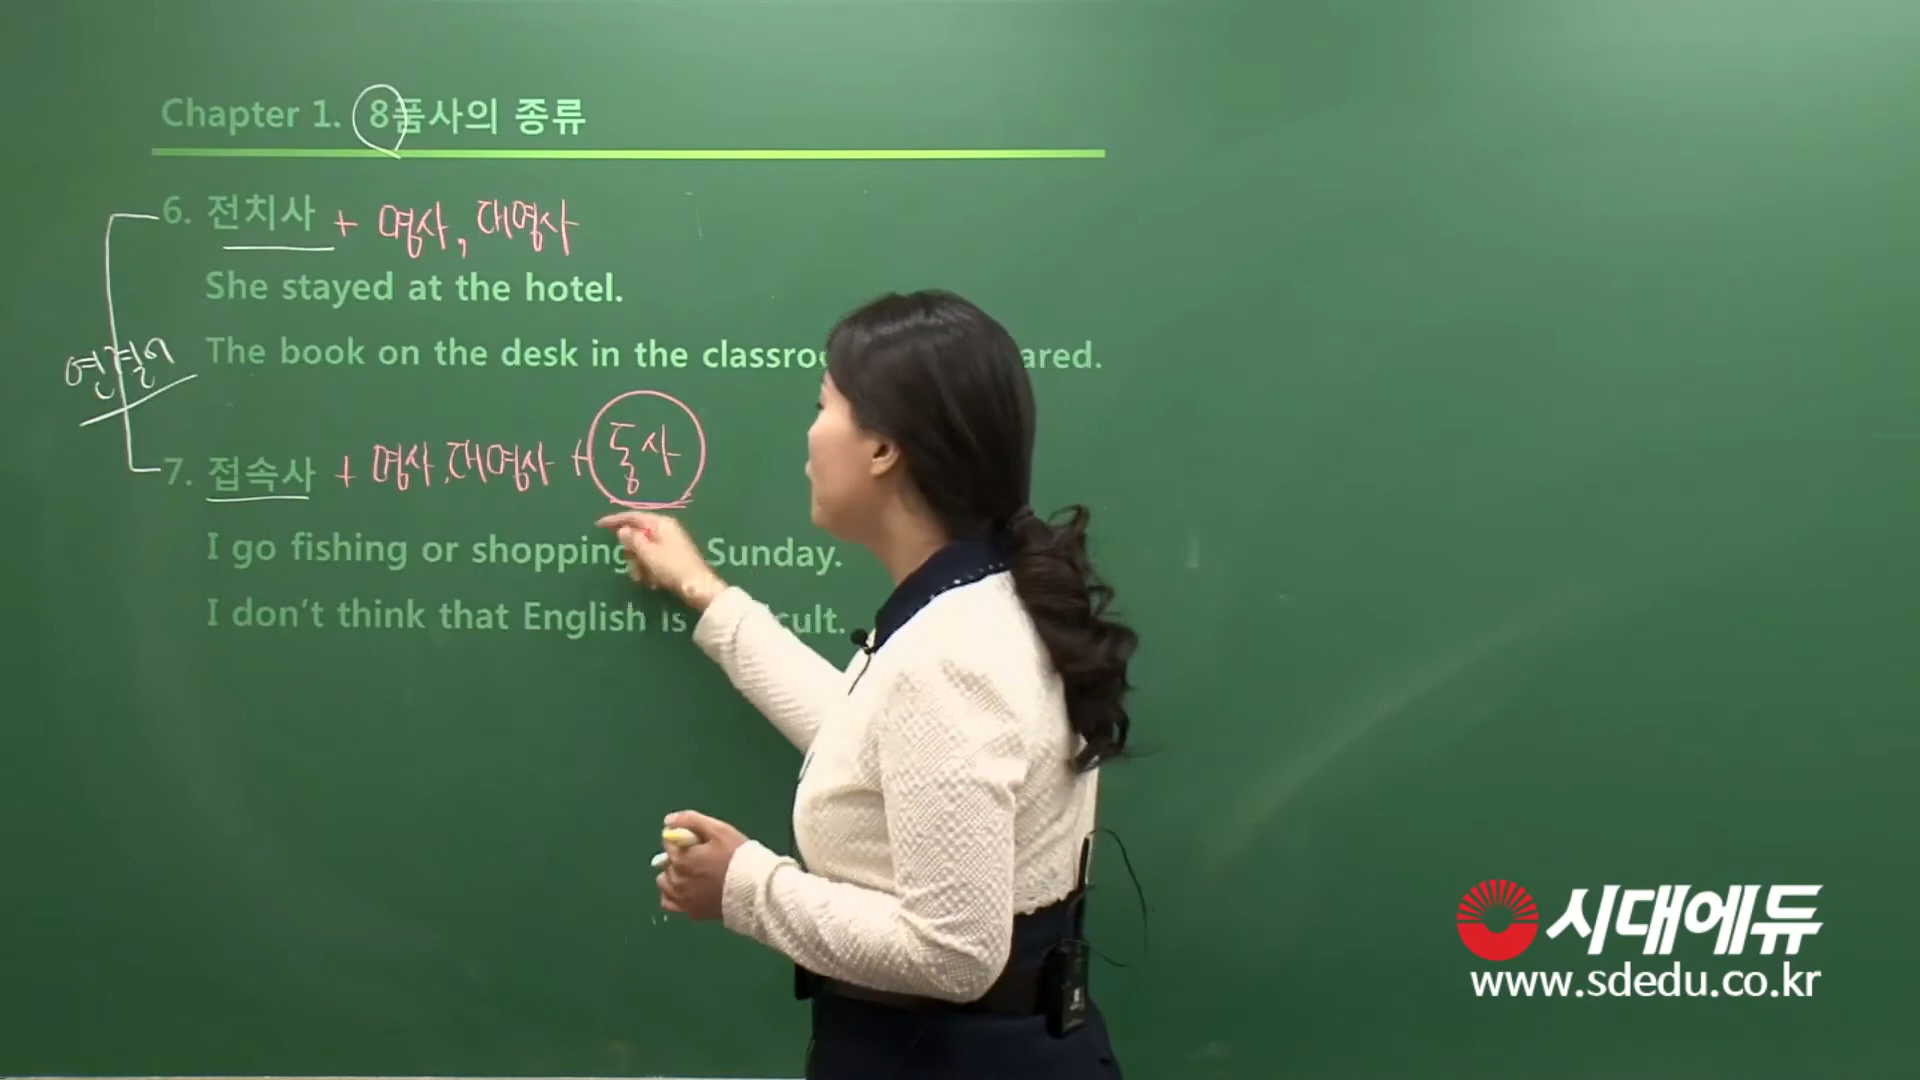 Chapter 1. 8품사의 종류
6. 전치사 + 명사, 대명사
She stayed at the hotel.
The book on the desk in the
연결어
7. 접속사 + 명사, 대명사 + 동사
I go fishing or shopping Sunday.
I don't think that English is
시대에듀
www.sdedu.co.kr